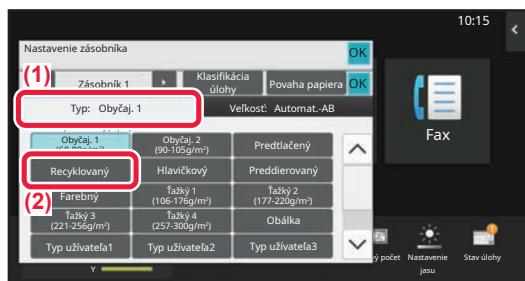 10:15
Nastavenie zásobníka
OK
(1)
Zásobník 1
Klasifikácia
úlohy
Povaha papiera
OK
Typ: Obyčaj. 1
Veľkosť: Automat.-AB
Obyčaj. 1
Obyčaj. 2
(90-105g/m²)
Predtlačený
Recyklovaný
Hlavičkový
Preddierovaný
(2)
Farebný
Ťažký 1
(106-176g/m²)
Ťažký 2
(177-220g/m²)
Ťažký 3
(221-256g/m²)
Ťažký 4
(257-300g/m²)
Obálka
Typ užívateľa1
Typ užívateľa2
Typ užívateľa3
Fax
počet
Nastavenie
jasu
Stav úlohy
Y